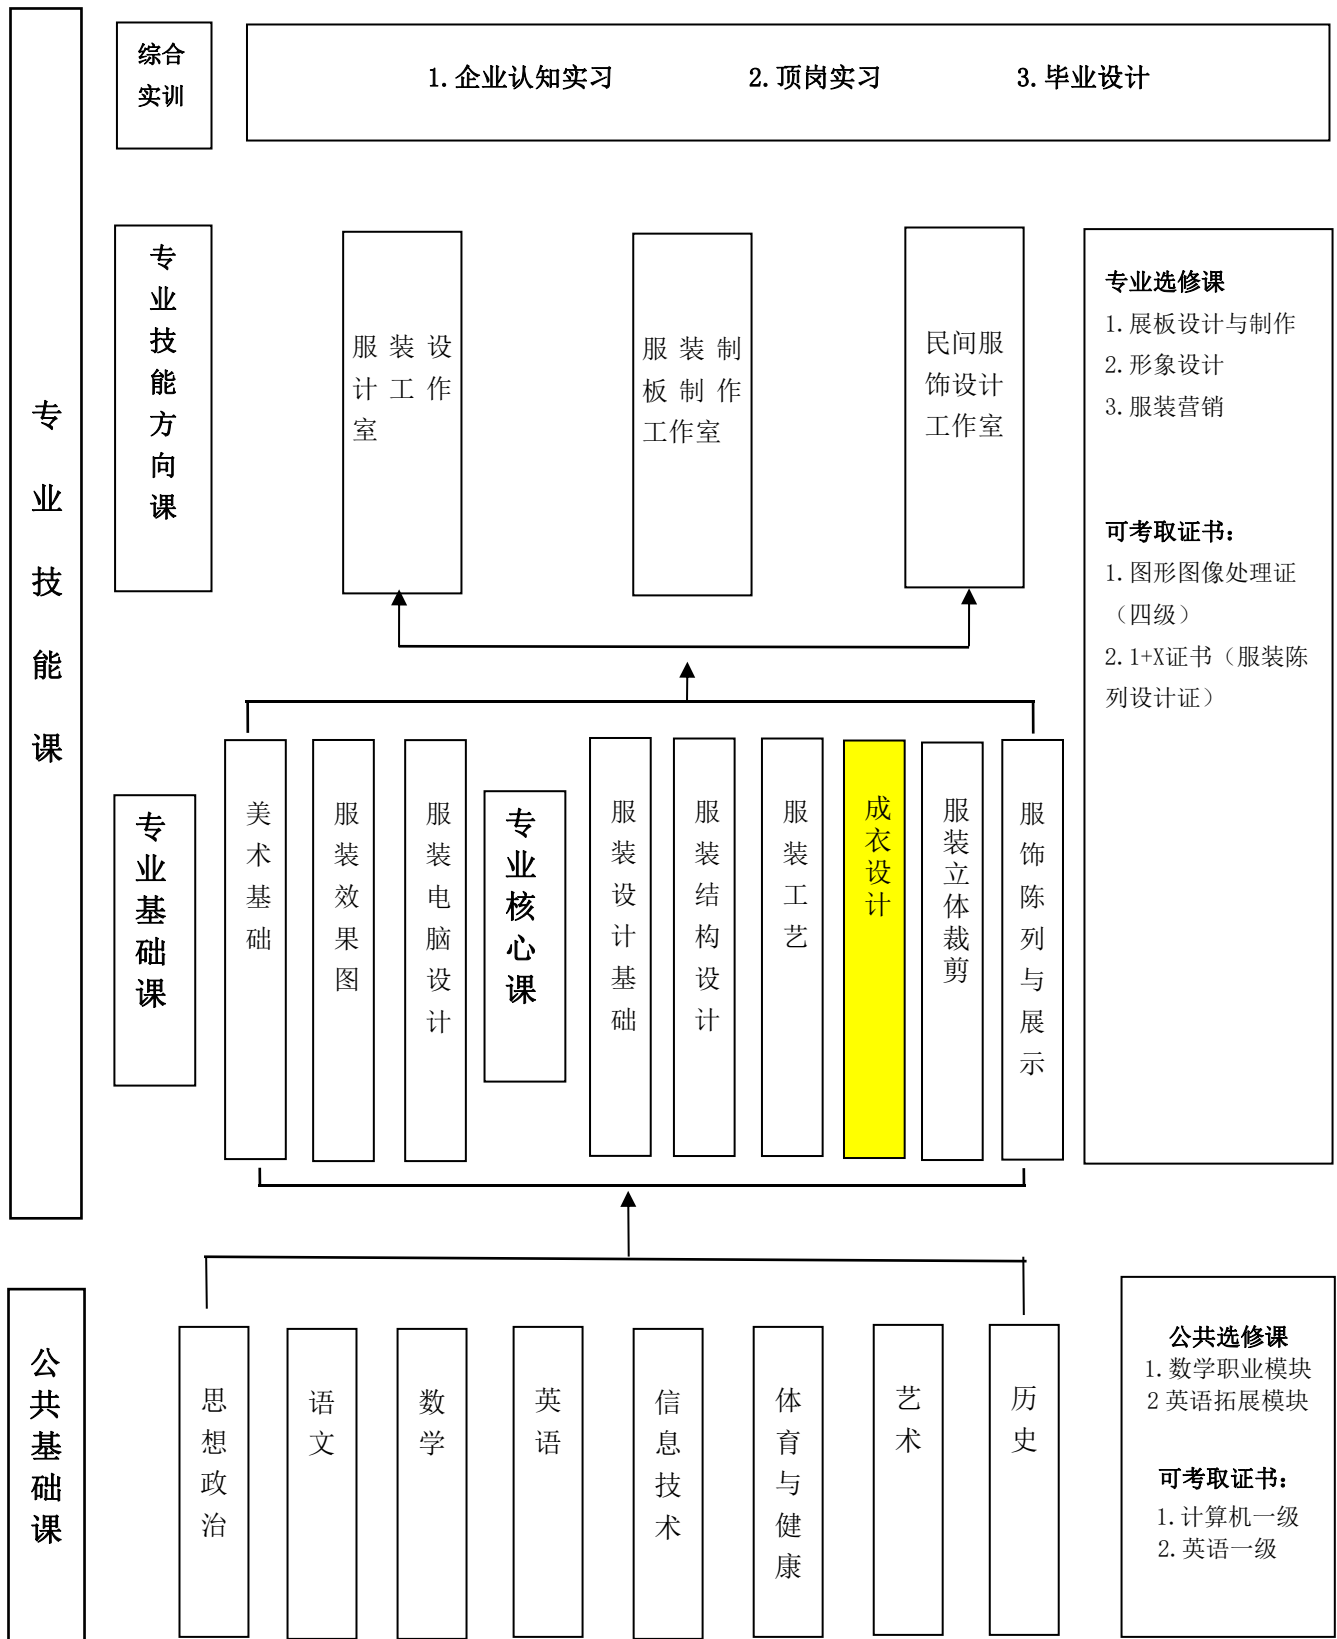 专业技能课
综合
实训
1.企业认知实习 2.顶岗实习 3.毕业设计
专业技能方向课
服装设
计工作
室
服装制
板制作
工作室
民间服
饰设计
工作室
专业选修课
1.展板设计与制作
2.形象设计
3.服装营销
可考取证书：
1.图形图像处理证
（四级）
2.1+X证书（服装陈
列设计证）
专业基础课
美术基础
服装效果图
服装电脑设计
专业核心课
服装设计基础
服装结构设计
服装工艺
成衣设计
服装立体裁剪
服饰陈列与展示
公共基础课
思想政治
语文
数学
英语
信息技术
体育与健康
艺术
历史
公共选修课
1.数学职业模块
2 英语拓展模块
可考取证书：
1.计算机一级
2.英语一级